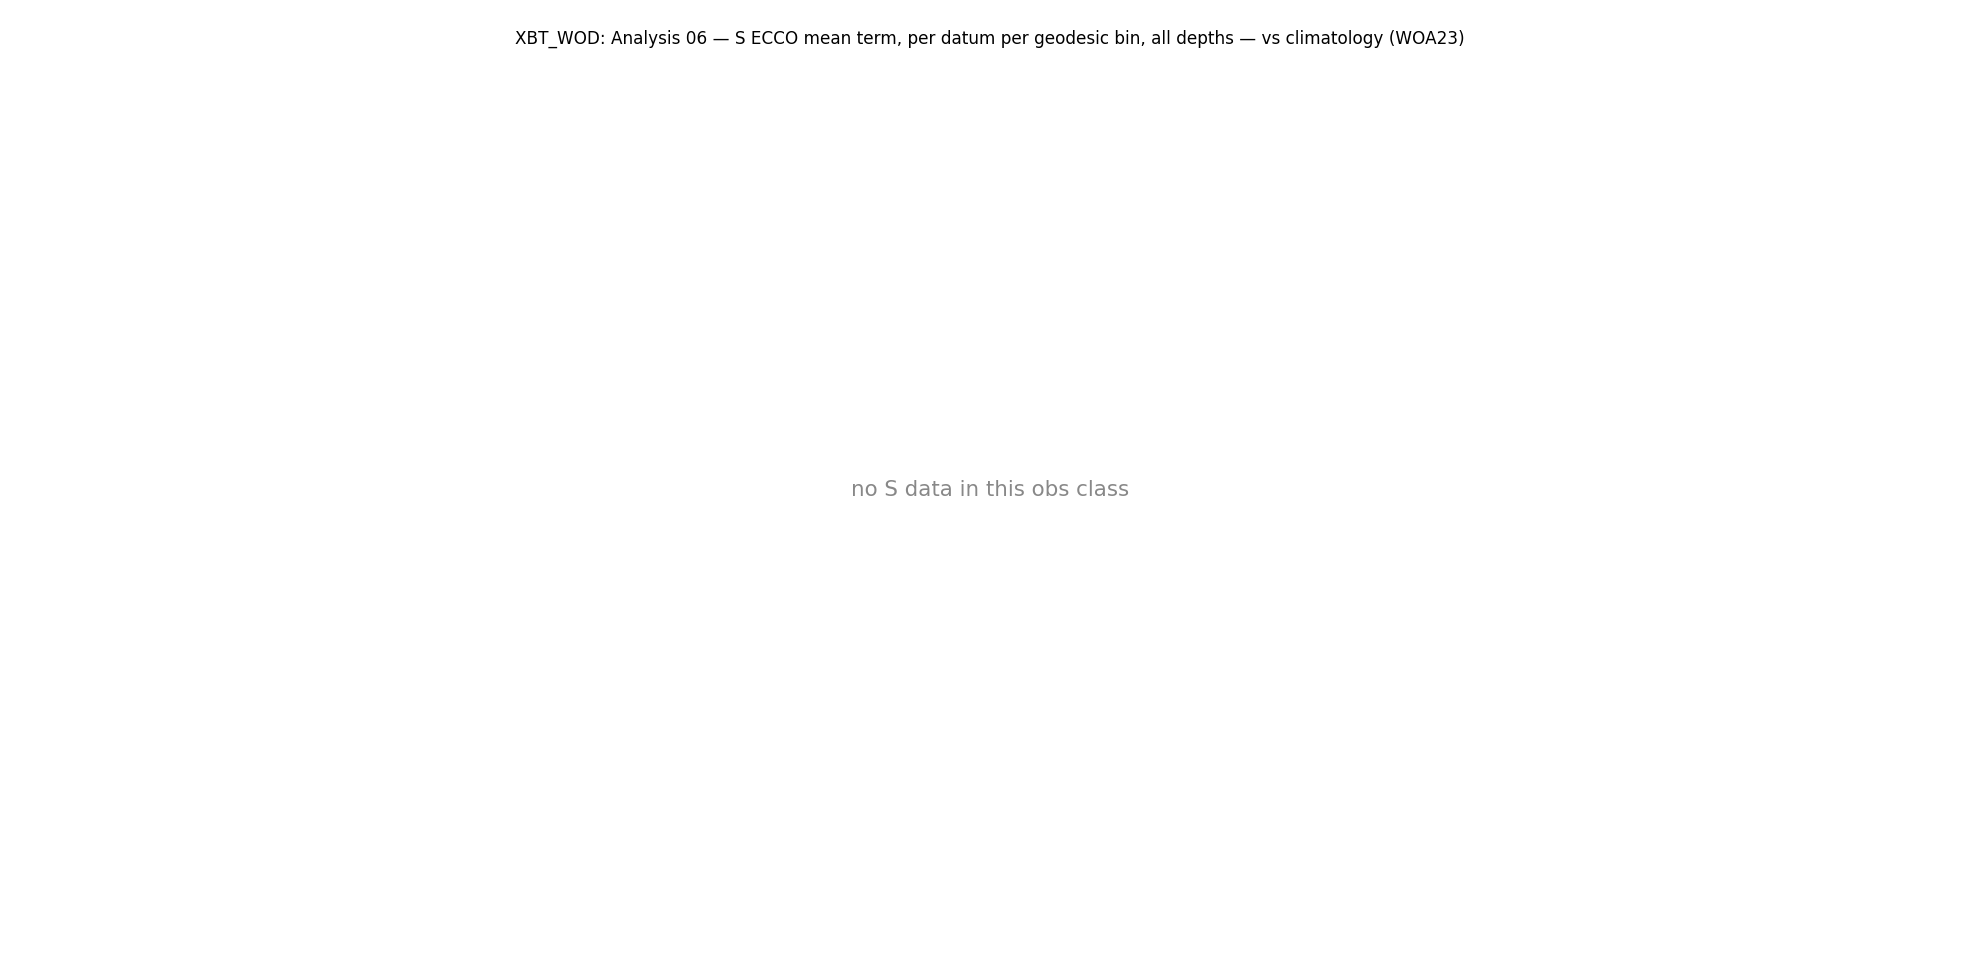 XBT_WOD: Analysis 06 — S ECCO mean term, per datum per geodesic bin, all depths — vs climatology (WOA23)
no S data in this obs class